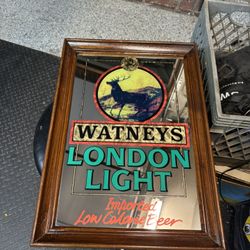 WATNEYS
LONDON
LIGHT
Imported
Low Calorie Beer